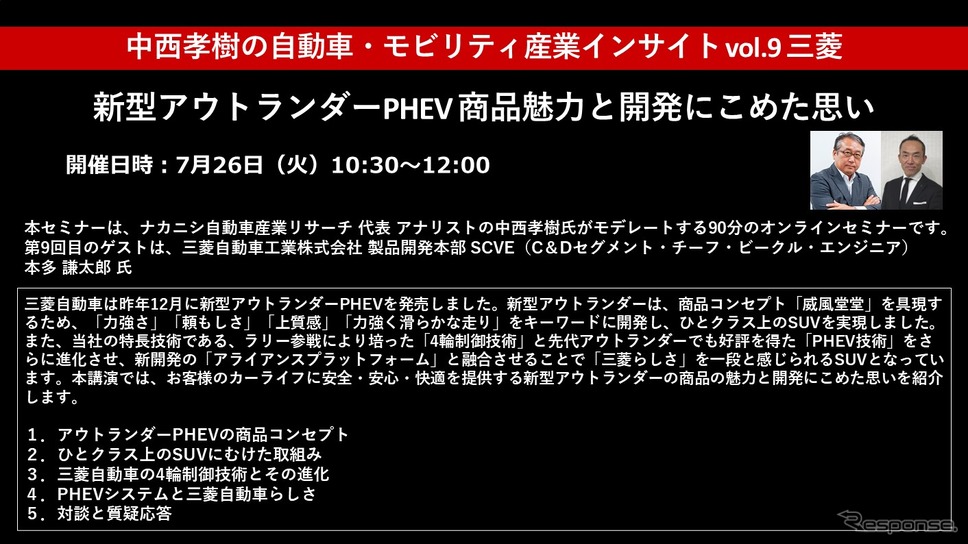 中西孝樹の自動車・モビリティ産業インサイト vol.9 三菱
新型アウトランダーPHEV 商品魅力と開発にこめた思い
開催日時：7月26日（火）10:30～12:00
本セミナーは、ナカニシ自動車産業リサーチ 代表 アナリストの中西孝樹氏がモデレートする90分のオンラインセミナーです。
第9回目のゲストは、三菱自動車工業株式会社 製品開発本部 SCVE（C＆Dセグメント・チーフ・ビークル・エンジニア）
本多 謙太郎 氏
三菱自動車は昨年12月に新型アウトランダーPHEVを発売しました。新型アウトランダーは、商品コンセプト「威風堂堂」を具現す
るため、「力強さ」「頼もしさ」「上質感」「力強く滑らかな走り」をキーワードに開発し、ひとクラス上のSUVを実現しました。
また、当社の特長技術である、ラリー参戦により培った「4輪制御技術」と先代アウトランダーでも好評を得た「PHEV技術」をさ
らに進化させ、新開発の「アライアンスプラットフォーム」と融合させることで「三菱らしさ」を一段と感じられるSUVとなってい
ます。本講演では、お客様のカーライフに安全・安心・快適を提供する新型アウトランダーの商品の魅力と開発にこめた思いを紹介
します。
１．アウトランダーPHEVの商品コンセプト
２．ひとクラス上のSUVにむけた取組み
３．三菱自動車の4輪制御技術とその進化
４．PHEVシステムと三菱自動車らしさ
５．対談と質疑応答
Response.